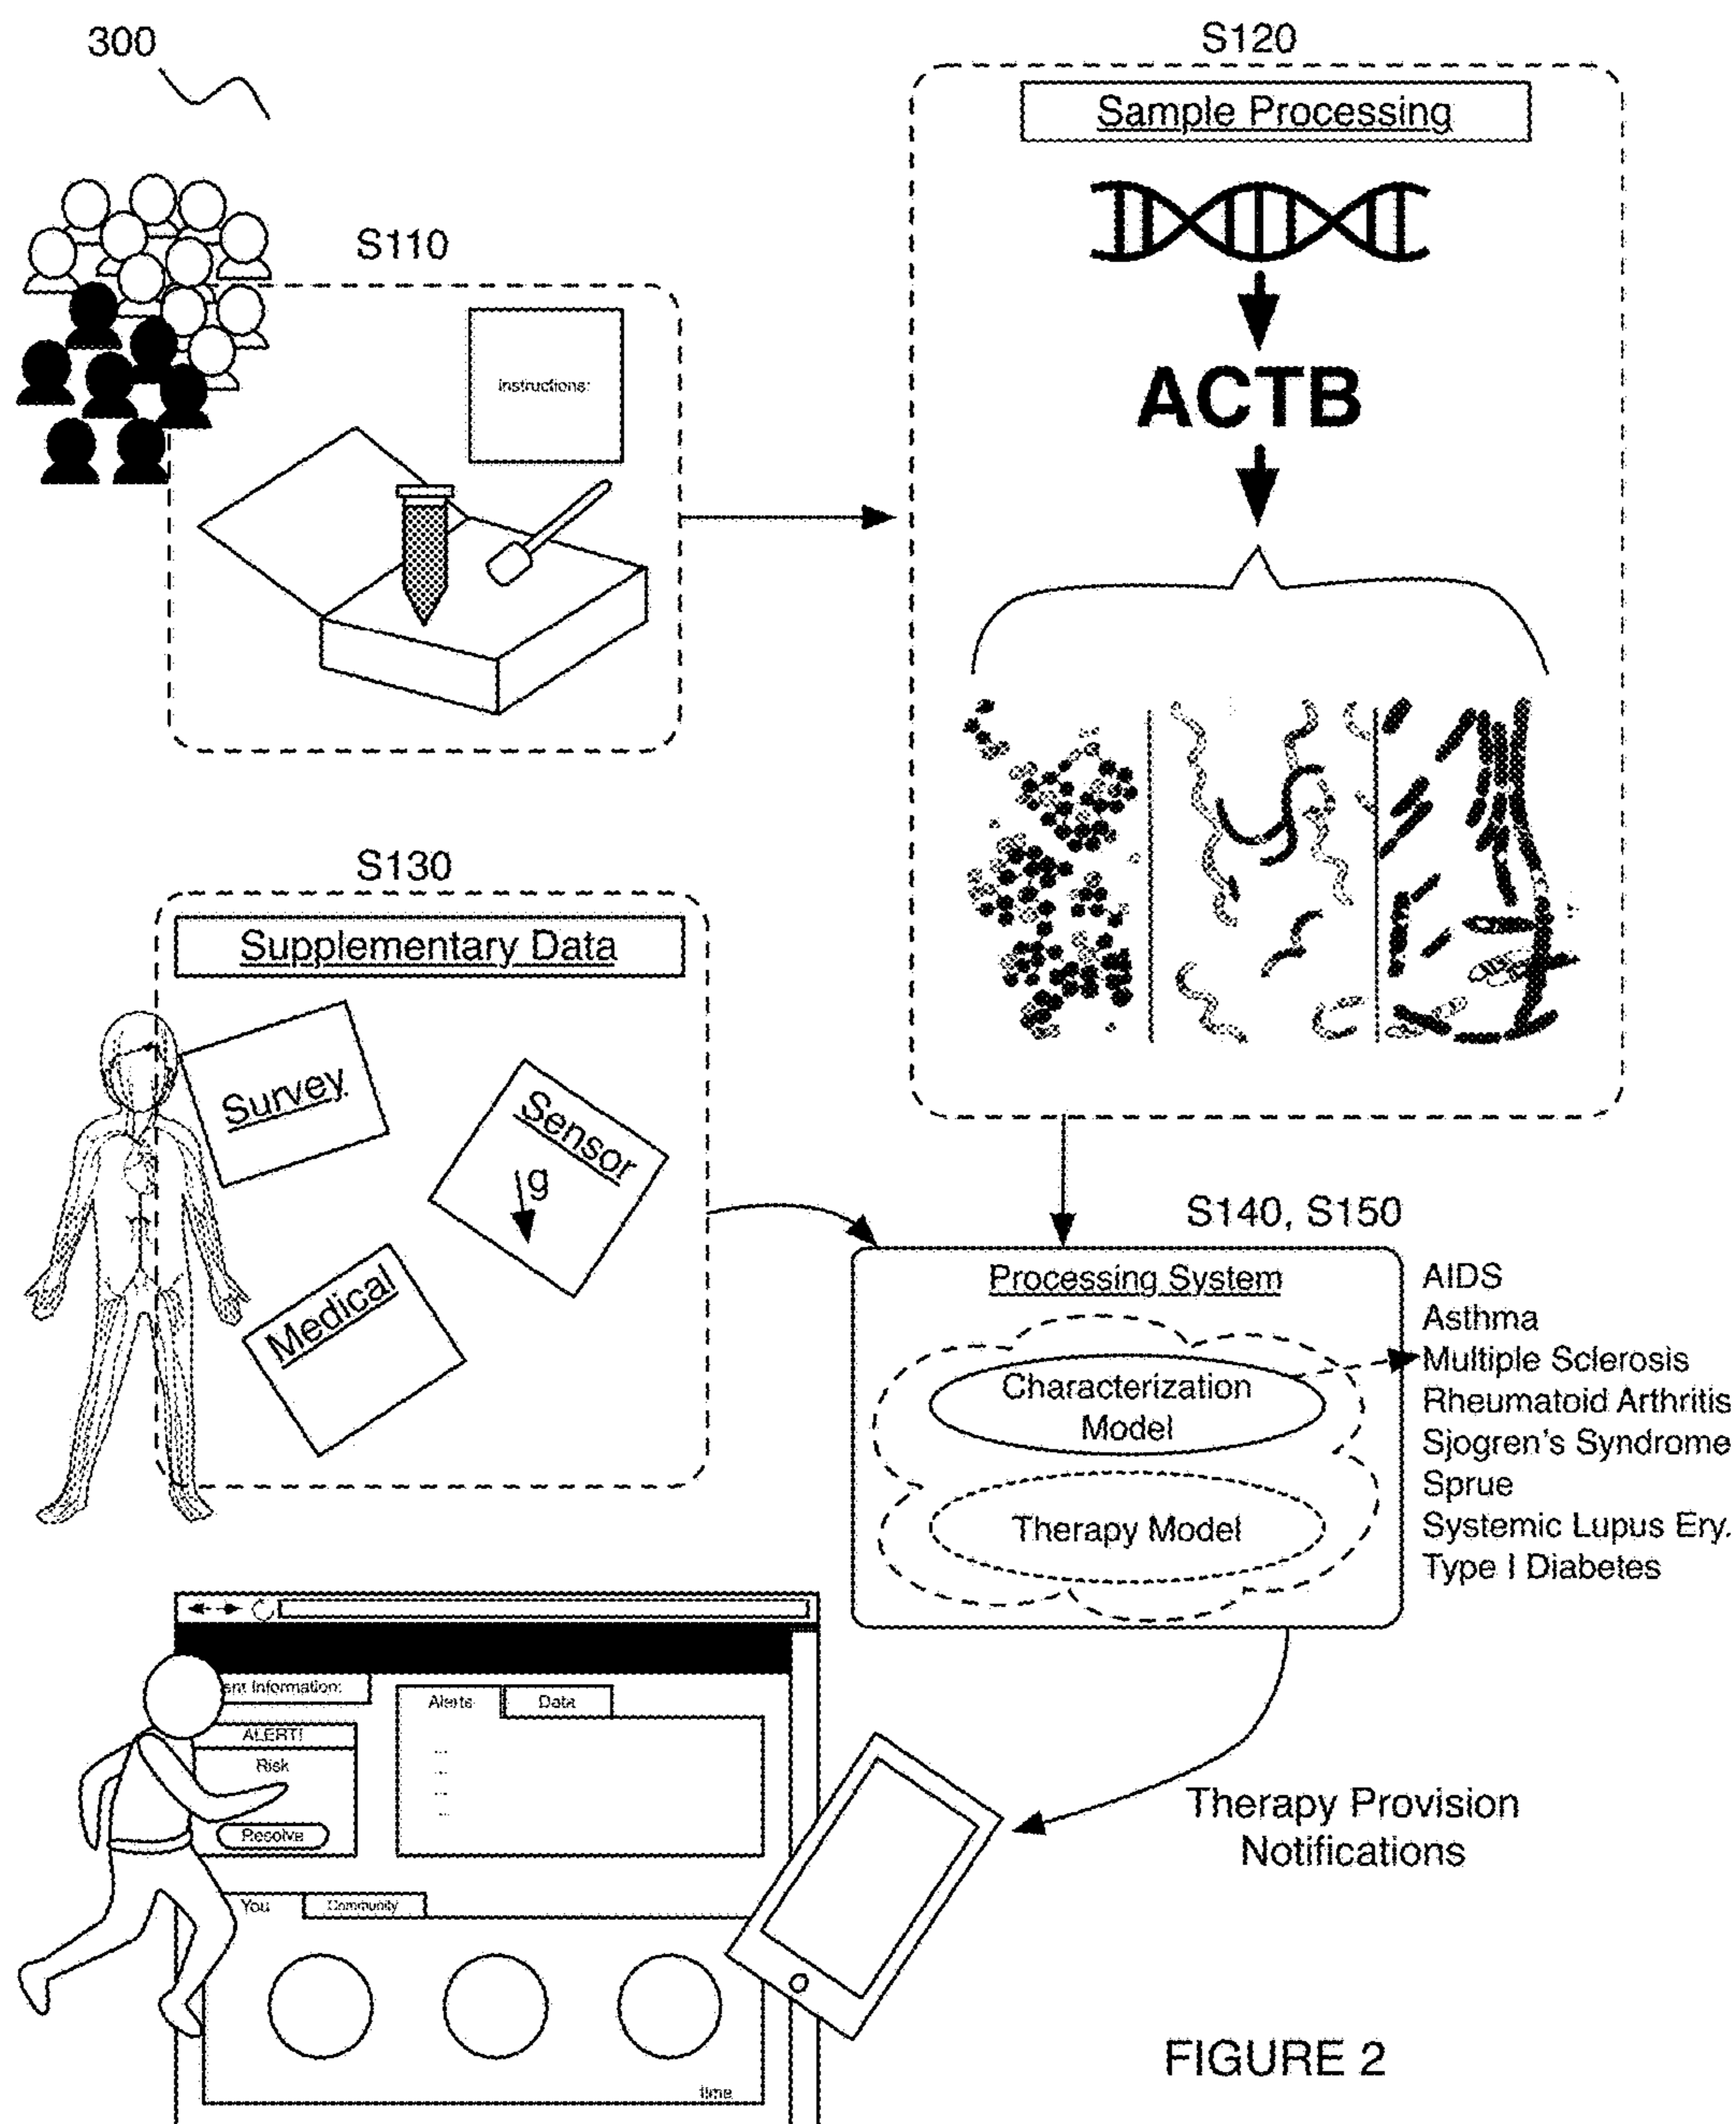 300
S120
Sample Processing
S110
instructions:
ACTB
S130
Supplementary Data
Survey
Sensor
g
Medical
S140, S150
Processing System
Characterization
Model
Therapy Model
AIDS
Asthma
Multiple Sclerosis
Rheumatoid Arthritis
Sjogren's Syndrome
Sprue
Systemic Lupus Ery.
Type I Diabetes
ent Information:
Alerts
Data
ALERT!
Risk
...
...
...
...
Resolve
You
Community
time
Therapy Provision
Notifications
FIGURE 2